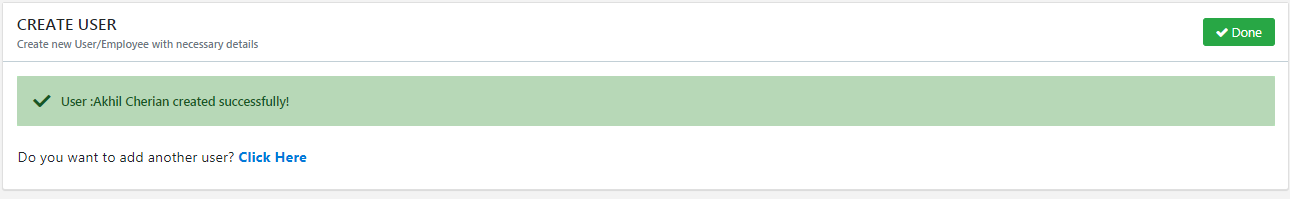 CREATE USER
Create new User/Employee with necessary details
Done
User :Akhil Cherian created successfully!
Do you want to add another user? Click Here